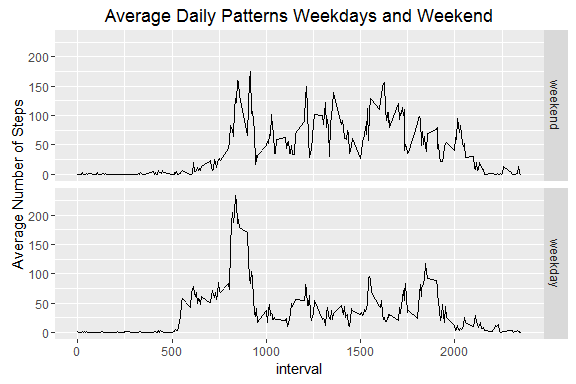 Average Daily Patterns Weekdays and Weekend
Average Number of Steps
200
150
100
50
0
weekend
200
150
100
50
0
weekday
0 500 1000 1500 2000
interval